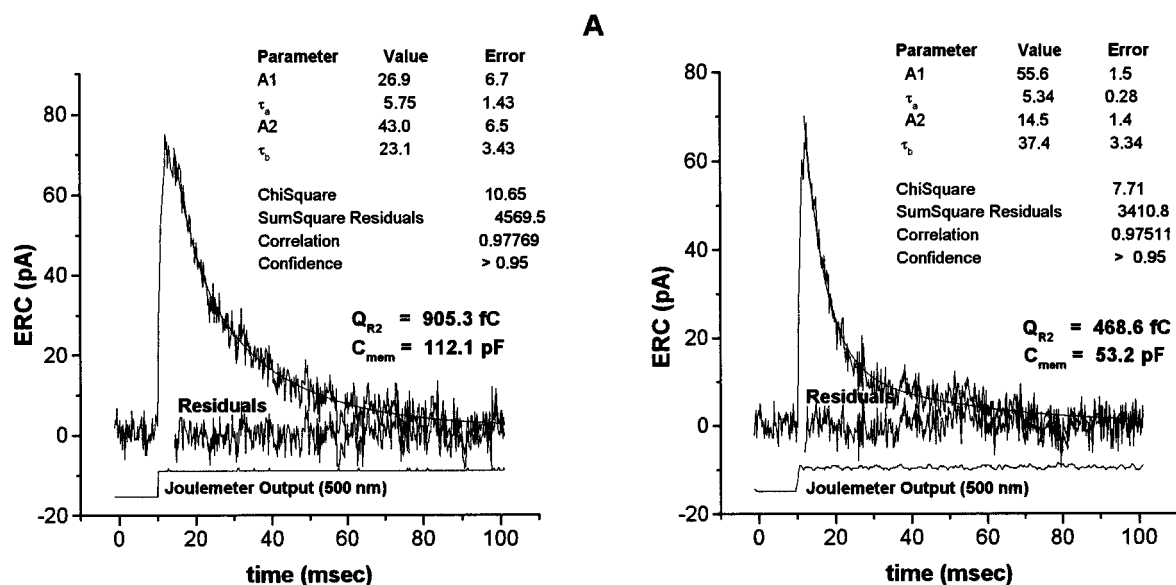 A
Parameter Value Error
A1 26.9 6.7
τa 5.75 1.43
A2 43.0 6.5
τb 23.1 3.43
ChiSquare 10.65
SumSquare Residuals 4569.5
Correlation 0.97769
Confidence > 0.95
QR2 = 905.3 fC
Cmem = 112.1 pF
Residuals
Joulemeter Output (500 nm)
ERC (pA)
80
60
40
20
0
-20
0 20 40 60 80 100
time (msec)
Parameter Value Error
A1 55.6 1.5
τa 5.34 0.28
A2 14.5 1.4
τb 37.4 3.34
ChiSquare 7.71
SumSquare Residuals 3410.8
Correlation 0.97511
Confidence > 0.95
QR2 = 468.6 fC
Cmem = 53.2 pF
Residuals
Joulemeter Output (500 nm)
ERC (pA)
80
60
40
20
0
-20
0 20 40 60 80 100
time (msec)